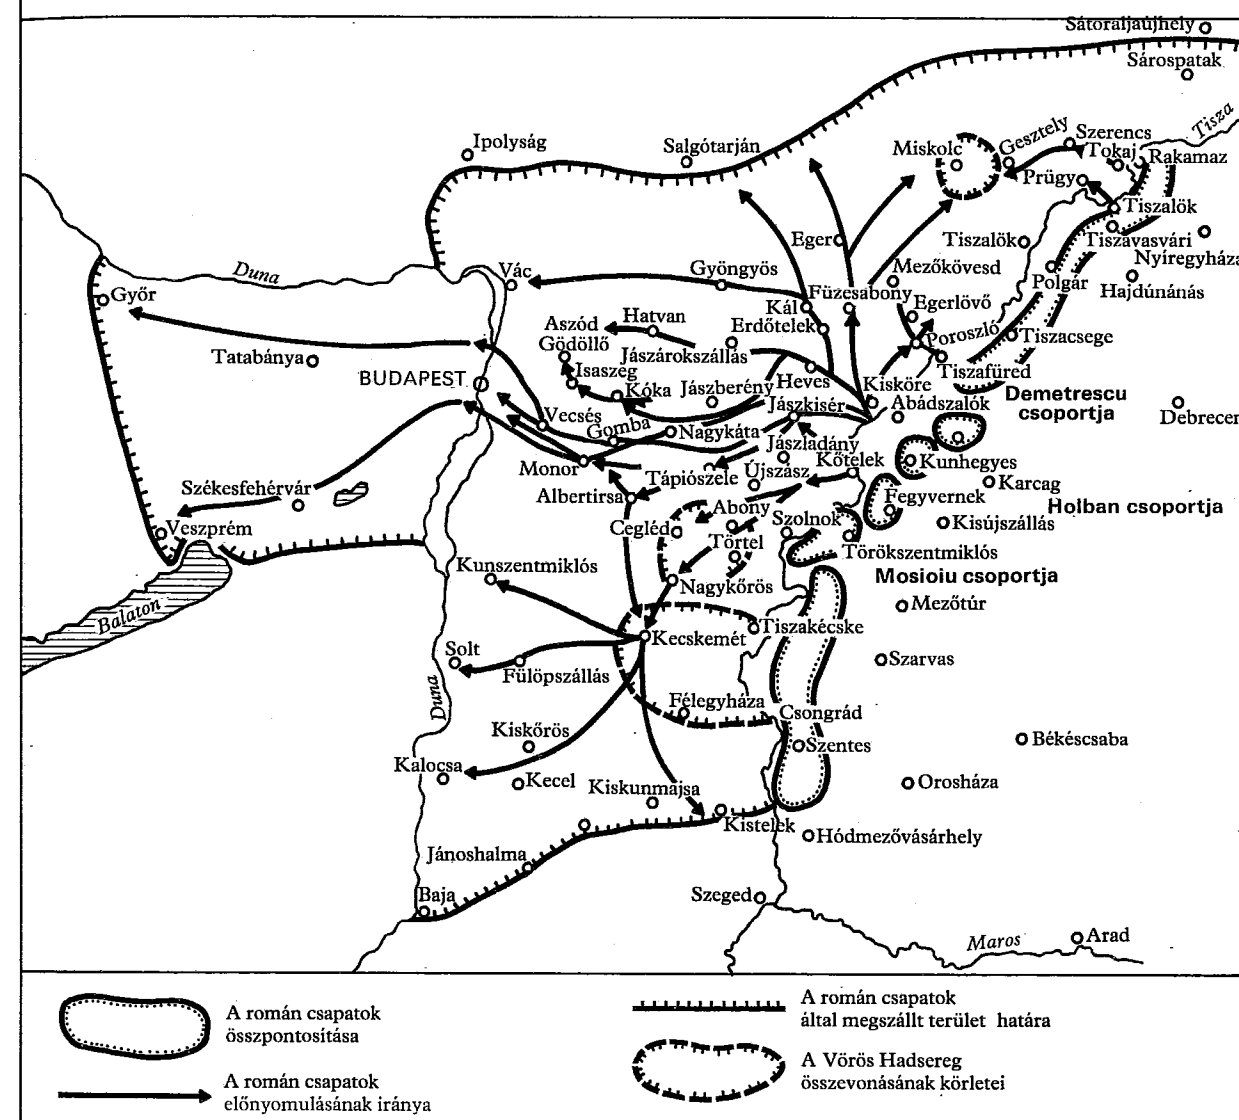 Sátoraljaújhely
Sárospatak
Tisza
Ipolyság
Salgótarján
Miskolc
Gesztely
Szerencs
Tokaj
Rakamaz
Prügy
Tiszalök
Eger
Tiszalök
Tiszavasvári
Nyíregyháza
Duna
Vác
Gyöngyös
Mezőkövesd
Polgár
Hajdúnánás
Győr
Kál
Füzesabony
Egerlövő
Aszód
Hatvan
Erdőtelek
Poroszló
Tiszacsege
Gödöllő
Tatabánya
Jászárokszállás
Isaszeg
Tiszafüred
BUDAPEST
Kóka
Jászberény
Heves
Kisköre
Demetrescu
csoportja
Abádszalók
Debrecen
Jászkisér
Vecsés
Gomba
Nagykáta
Jászladány
Monor
Tápiószele
Újszász
Kőtelek
Kunhegyes
Karcag
Székesfehérvár
Albertirsa
Abony
Fegyvernek
Holban csoportja
Veszprém
Cegléd
Szolnok
Kisújszállás
Törtel
Törökszentmiklós
Kunszentmiklós
Nagykőrös
Mosioiu csoportja
Balaton
Mezőtúr
Kecskemét
Tiszakécske
Solt
Fülöpszállás
Szarvas
Duna
Félegyháza
Csongrád
Kiskőrös
Szentes
Békéscsaba
Kalocsa
Kecel
Kiskunmajsa
Orosháza
Kistelek
Hódmezővásárhely
Jánoshalma
Baja
Szeged
Maros
Arad
A román csapatok
összpontosítása
A román csapatok
előnyomulásának iránya
A román csapatok
által megszállt terület határa
A Vörös Hadsereg
összevonásának körletei